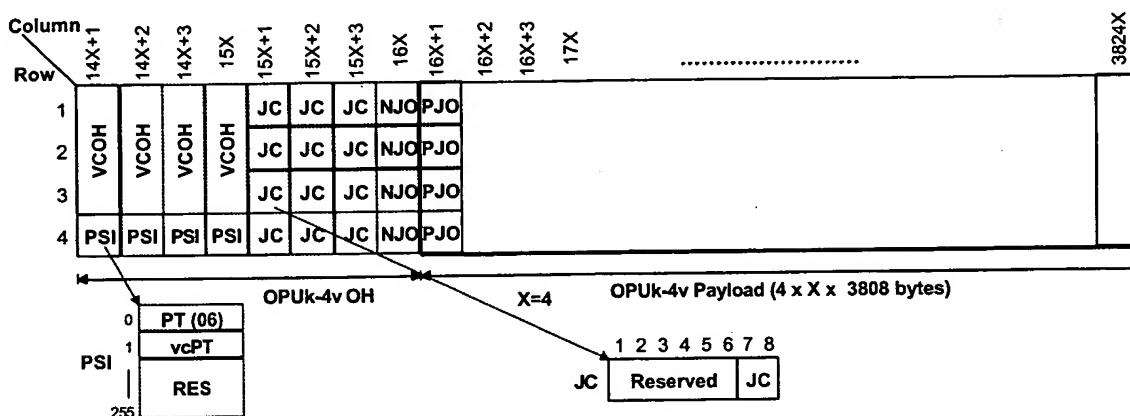 Column
14X+1 14X+2 14X+3 15X 15X+1 15X+2 15X+3 16X 16X+1 16X+2 16X+3 17X 3824X
Row
1 VCOH VCOH VCOH VCOH JC JC JC NJO PJO
2 JC JC JC NJO PJO
3 JC JC JC NJO PJO
4 PSI PSI PSI PSI JC JC JC NJO PJO
OPUk-4v OH
X=4
OPUk-4v Payload (4 x X x 3808 bytes)
0 PT (06)
PSI
1 vcPT
RES
255
1 2 3 4 5 6 7 8
JC Reserved JC